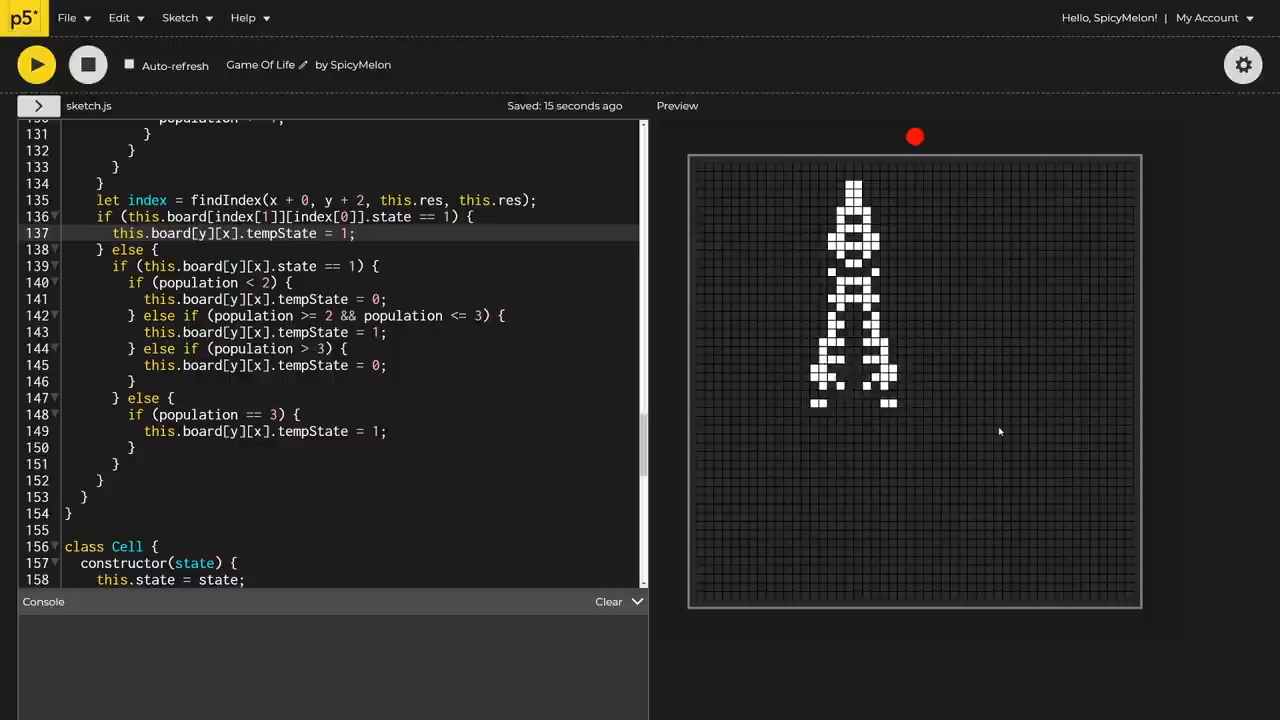 p5* File Edit Sketch Help Hello, SpicyMelon! | My Account
Auto-refresh Game Of Life by SpicyMelon
> sketch.js Saved: 15 seconds ago Preview
131 }
132 }
133 }
134 }
135 let index = findIndex(x + 0, y + 2, this.res, this.res);
136 if (this.board[index[1]][index[0]].state == 1) {
137 this.board[y][x].tempState = 1;
138 } else {
139 if (this.board[y][x].state == 1) {
140 if (population < 2) {
141 this.board[y][x].tempState = 0;
142 } else if (population >= 2 && population <= 3) {
143 this.board[y][x].tempState = 1;
144 } else if (population > 3) {
145 this.board[y][x].tempState = 0;
146 }
147 } else {
148 if (population == 3) {
149 this.board[y][x].tempState = 1;
150 }
151 }
152 }
153 }
154 }
155
156 class Cell {
157 constructor(state) {
158 this.state = state;
Console Clear